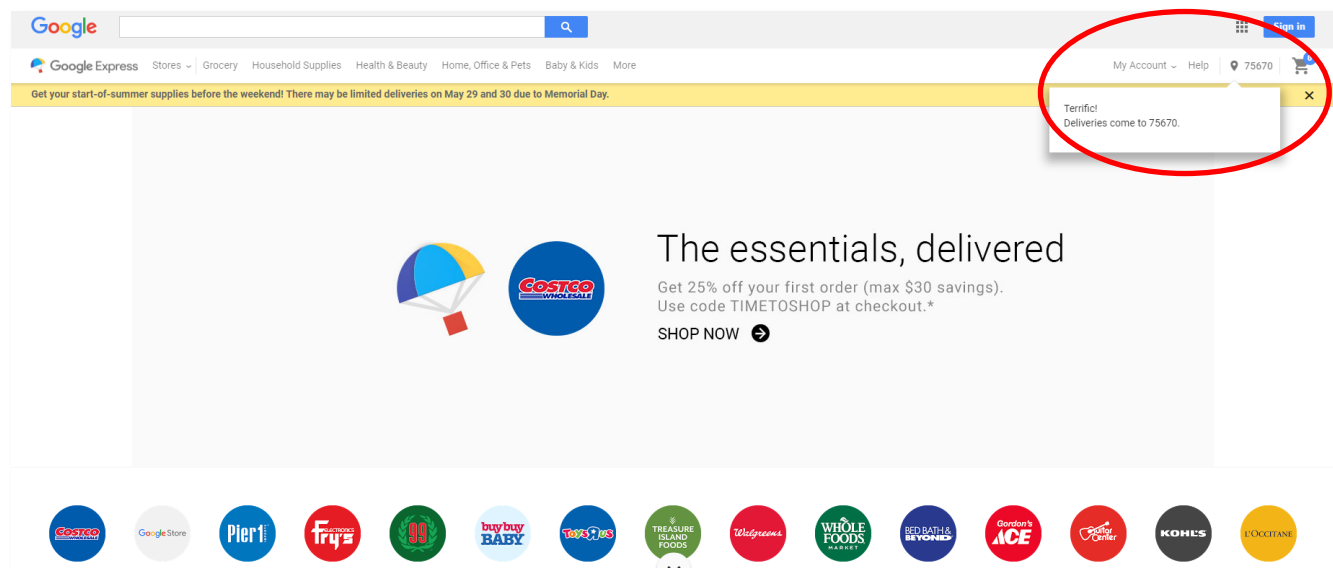 Google
Sign in
Google Express Stores Grocery Household Supplies Health & Beauty Home, Office & Pets Baby & Kids More My Account Help 75670
Get your start-of-summer supplies before the weekend! There may be limited deliveries on May 29 and 30 due to Memorial Day.
Terrific!
Deliveries come to 75670.
COSTCO
WHOLESALE
The essentials, delivered
Get 25% off your first order (max $30 savings).
Use code TIMETOSHOP at checkout.*
SHOP NOW
COSTCO
Google Store
Pier1
Fry's
ELECTRONICS
99
buybuy
BABY
TOYS R US
TREASURE
ISLAND
FOODS
Walgreens
WHOLE
FOODS
MARKET
BED BATH &
BEYOND
Gordon's
ACE
Guitar
Center
KOHL'S
L'OCCITANE